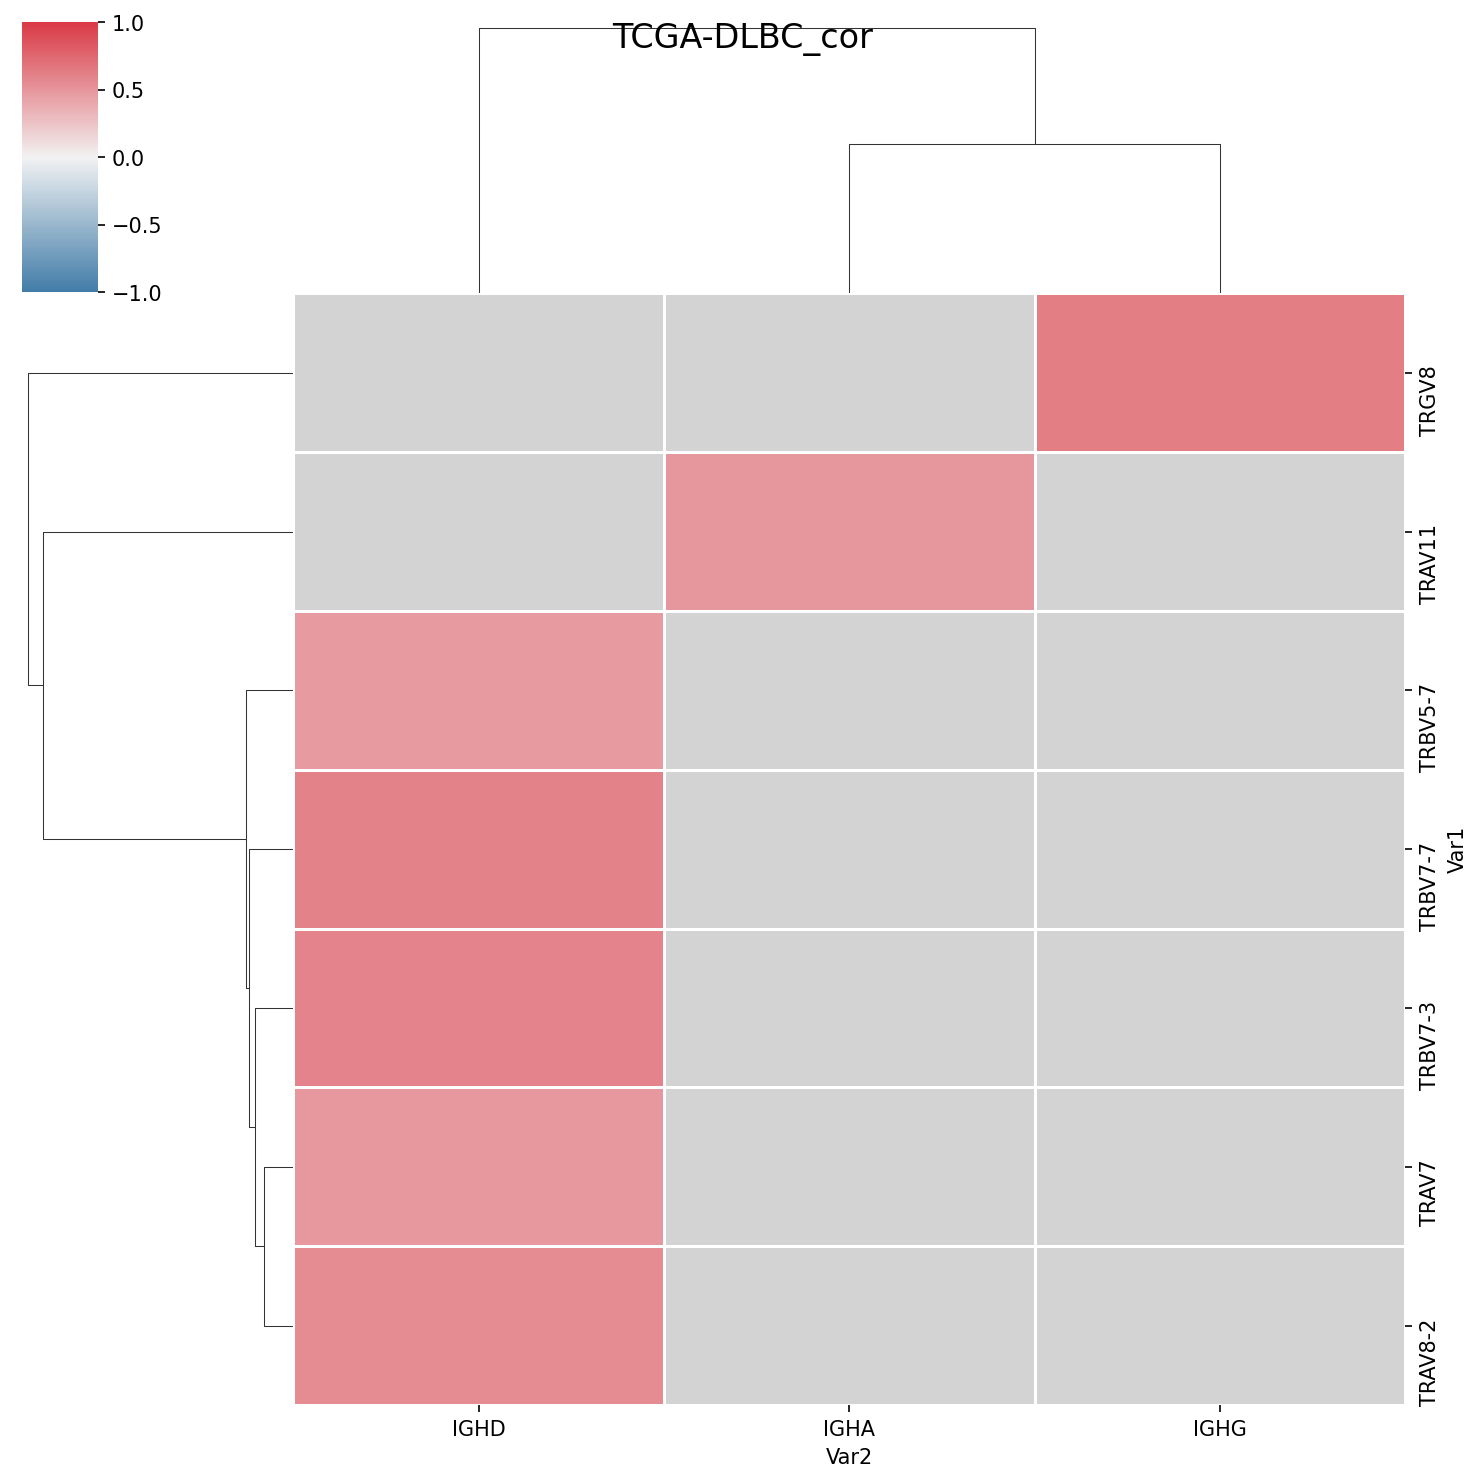 TCGA-DLBC_cor
1.0
0.5
0.0
−0.5
−1.0
TRGV8
TRAV11
TRBV5-7
TRBV7-7
TRBV7-3
TRAV7
TRAV8-2
Var1
IGHD IGHA IGHG
Var2